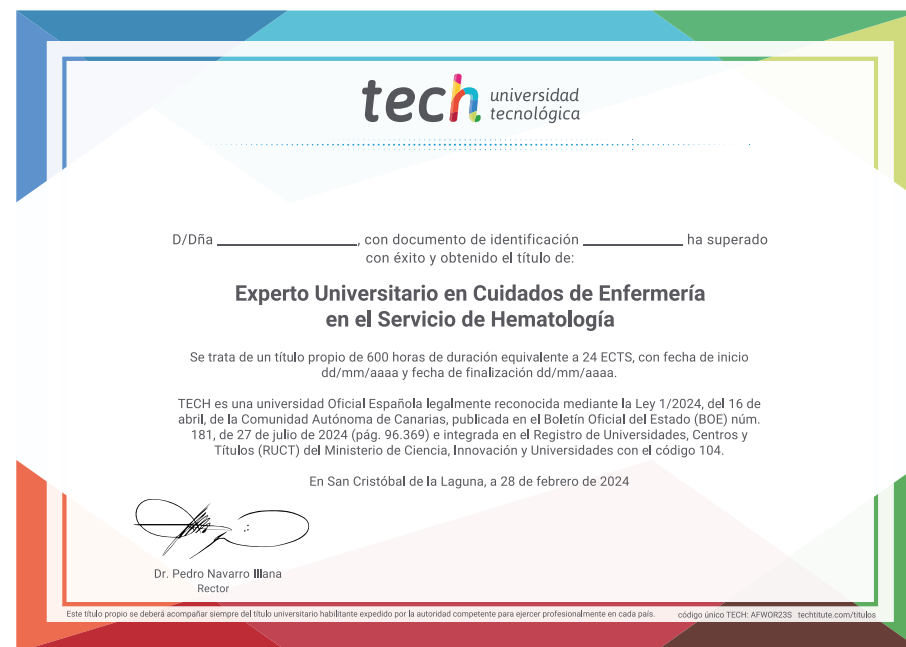 tech universidad
tecnológica
D/Dña ____________________, con documento de identificación ______________ ha superado
con éxito y obtenido el título de:
Experto Universitario en Cuidados de Enfermería
en el Servicio de Hematología
Se trata de un título propio de 600 horas de duración equivalente a 24 ECTS, con fecha de inicio
dd/mm/aaaa y fecha de finalización dd/mm/aaaa.
TECH es una universidad Oficial Española legalmente reconocida mediante la Ley 1/2024, del 16 de
abril, de la Comunidad Autónoma de Canarias, publicada en el Boletín Oficial del Estado (BOE) núm.
181, de 27 de julio de 2024 (pág. 96.369) e integrada en el Registro de Universidades, Centros y
Títulos (RUCT) del Ministerio de Ciencia, Innovación y Universidades con el código 104.
En San Cristóbal de la Laguna, a 28 de febrero de 2024
Dr. Pedro Navarro Illana
Rector
Este título propio se deberá acompañar siempre del título universitario habilitante expedido por la autoridad competente para ejercer profesionalmente en cada país. código único TECH: AFWOR23S techtitute.com/titulos